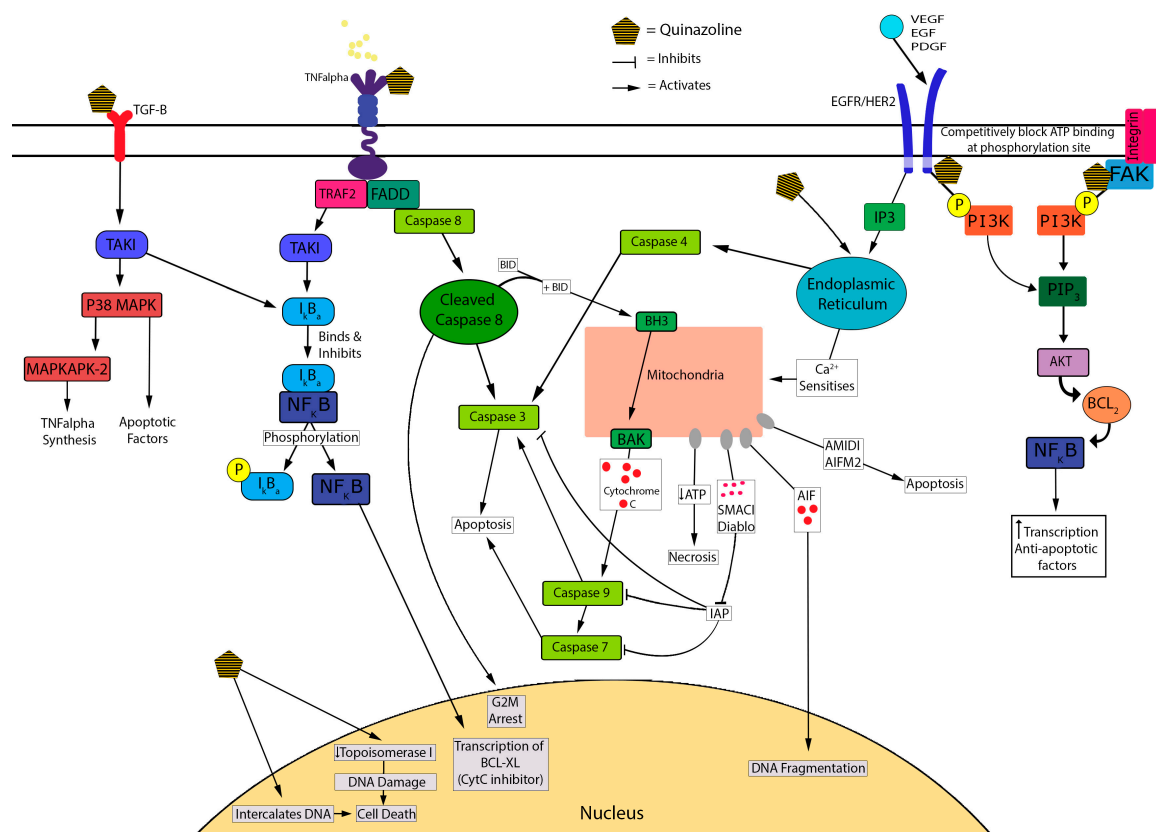 = Quinazoline
= Inhibits
= Activates
VEGF
EGF
PDGF
TNFalpha
TGF-B
EGFR/HER2
Competitively block ATP binding
at phosphorylation site
Integrin
FAK
TRAF2
FADD
Caspase 8
P
PI3K
P
PI3K
IP3
TAKI
TAKI
Caspase 4
Endoplasmic
Reticulum
BID
+ BID
Cleaved
Caspase 8
PIP3
P38 MAPK
IkBa
Binds &
Inhibits
BH3
Mitochondria
Ca2+
Sensitises
AKT
MAPKAPK-2
IkBa
NFkB
Phosphorylation
TNFalpha
Synthesis
Apoptotic
Factors
Caspase 3
BAK
BCL2
AMIDI
AIFM2
Apoptosis
NFkB
P
IkBa
NFkB
Cytochrome
C
↓ATP
SMACI
Diablo
AIF
Apoptosis
Necrosis
↑ Transcription
Anti-apoptotic
factors
Caspase 9
IAP
Caspase 7
G2M
Arrest
Transcription of
BCL-XL
(CytC inhibitor)
↓Topoisomerase I
DNA Damage
Intercalates DNA
Cell Death
DNA Fragmentation
Nucleus